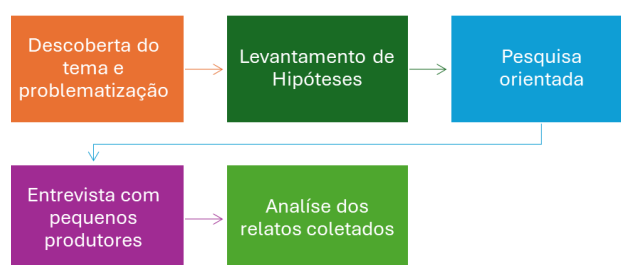 Descoberta do
tema e
problematização
Levantamento de
Hipóteses
Pesquisa
orientada
Entrevista com
pequenos
produtores
Analíse dos
relatos coletados